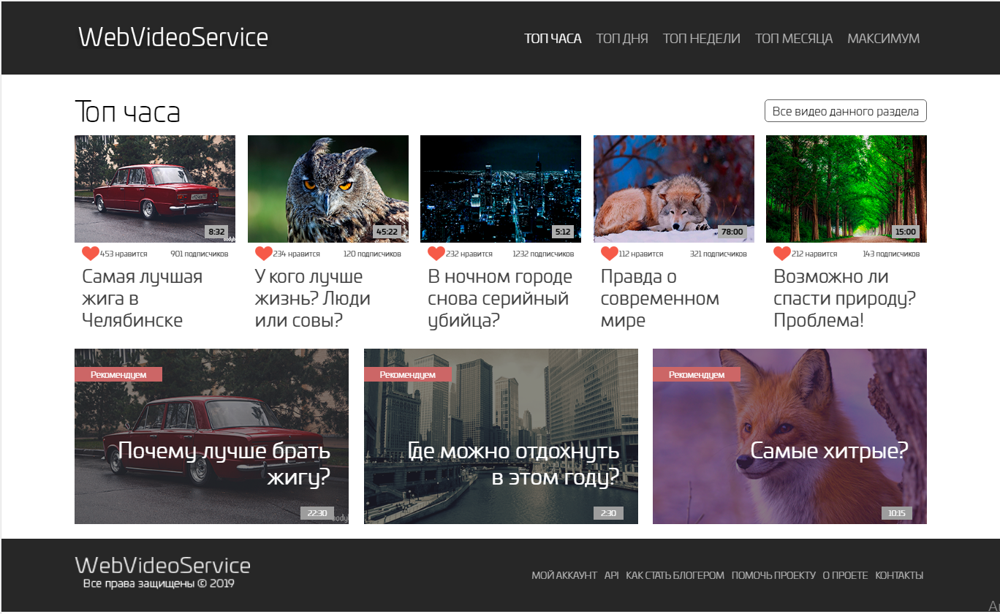 WebVideoService
ТОП ЧАСА ТОП ДНЯ ТОП НЕДЕЛИ ТОП МЕСЯЦА МАКСИМУМ
Топ часа
Все видео данного раздела
8:32
45:22
5:12
78:00
15:00
453 нравится 901 подписчиков
234 нравится 120 подписчиков
232 нравится 1232 подписчиков
112 нравится 321 подписчиков
212 нарвится 143 подписчиков
Самая лучшая
жига в
Челябинске
У кого лучше
жизнь? Люди
или совы?
В ночном городе
снова серийный
убийца?
Правда о
современном
мире
Возможно ли
спасти природу?
Проблема!
Рекомендуем
Почему лучше брать
жигу?
22:30
Рекомендуем
Где можно отдохнуть
в этом году?
2:30
Рекомендуем
Самые хитрые?
10:15
WebVideoService
Все права защищены © 2019
МОЙ АККАУНТ API КАК СТАТЬ БЛОГЕРОМ ПОМОЧЬ ПРОЕКТУ О ПРОЕТЕ КОНТАКТЫ